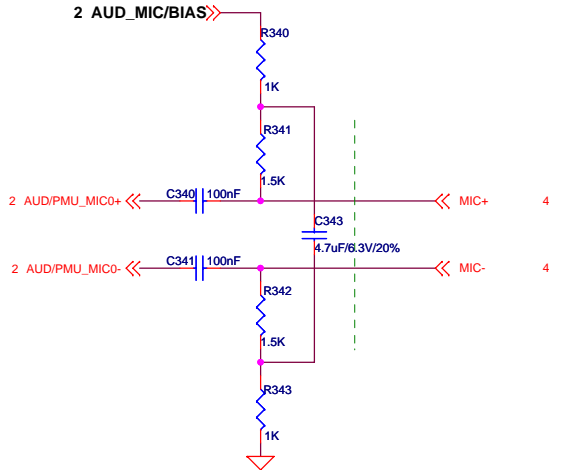 2 AUD_MIC/BIAS
R340
1K
R341
1.5K
C340 100nF
2 AUD/PMU_MIC0+
MIC+ 4
C343
4.7uF/6.3V/20%
C341 100nF
2 AUD/PMU_MIC0-
MIC- 4
R342
1.5K
R343
1K